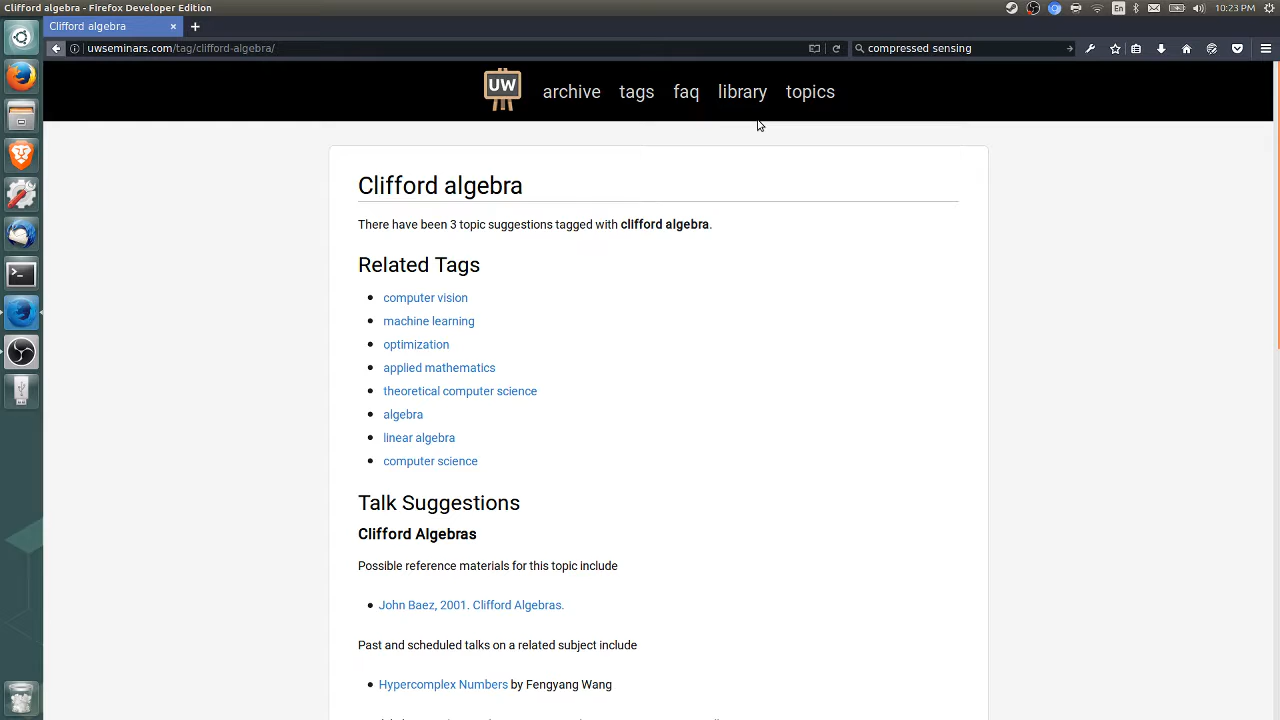 Clifford algebra - Firefox Developer Edition
En
10:23 PM
Clifford algebra
uwseminars.com/tag/clifford-algebra/
compressed sensing
UW
archive tags faq library topics
Clifford algebra
There have been 3 topic suggestions tagged with clifford algebra.
Related Tags
computer vision
machine learning
optimization
applied mathematics
theoretical computer science
algebra
linear algebra
computer science
Talk Suggestions
Clifford Algebras
Possible reference materials for this topic include
John Baez, 2001. Clifford Algebras.
Past and scheduled talks on a related subject include
Hypercomplex Numbers by Fengyang Wang